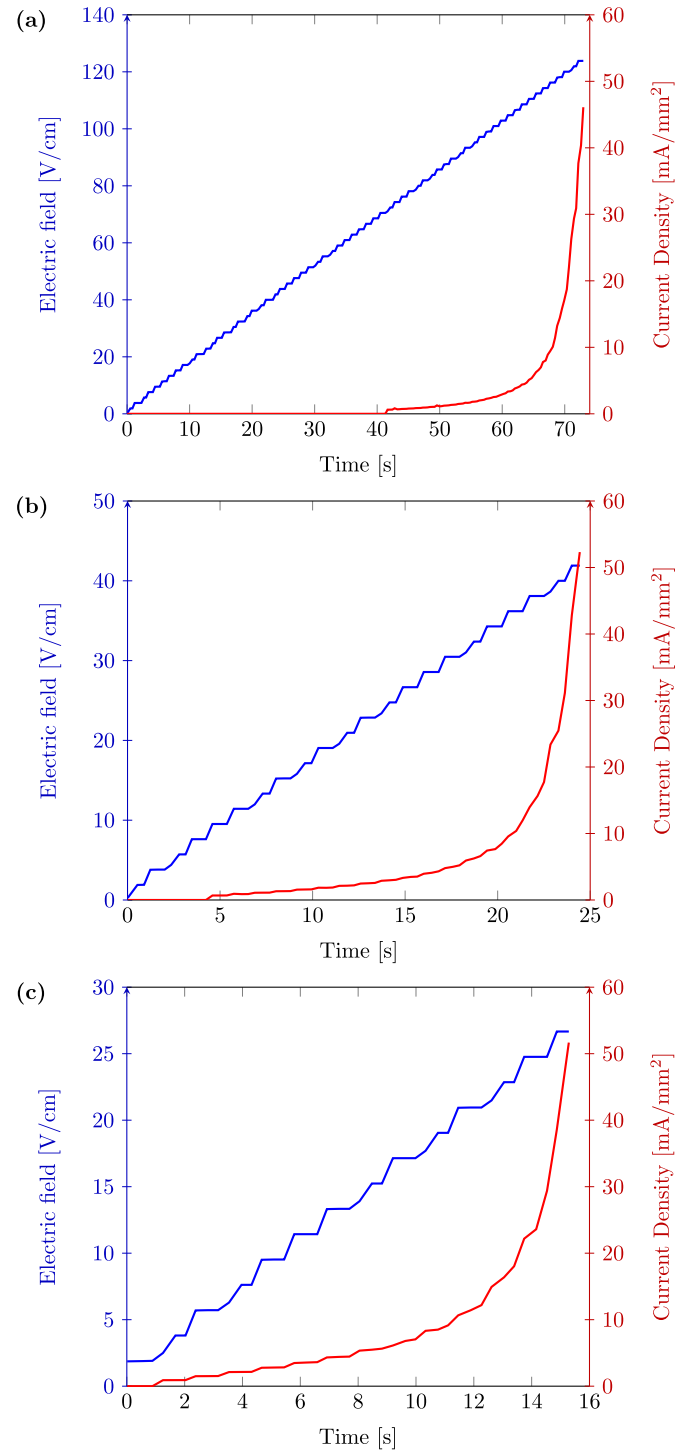 (a)
140
120
100
80
60
40
20
0
Electric field [V/cm]
60
50
40
30
20
10
0
Current Density [mA/mm²]
0 10 20 30 40 50 60 70
Time [s]
(b)
50
40
30
20
10
0
Electric field [V/cm]
60
50
40
30
20
10
0
Current Density [mA/mm²]
0 5 10 15 20 25
Time [s]
(c)
30
25
20
15
10
5
0
Electric field [V/cm]
60
50
40
30
20
10
0
Current Density [mA/mm²]
0 2 4 6 8 10 12 14 16
Time [s]